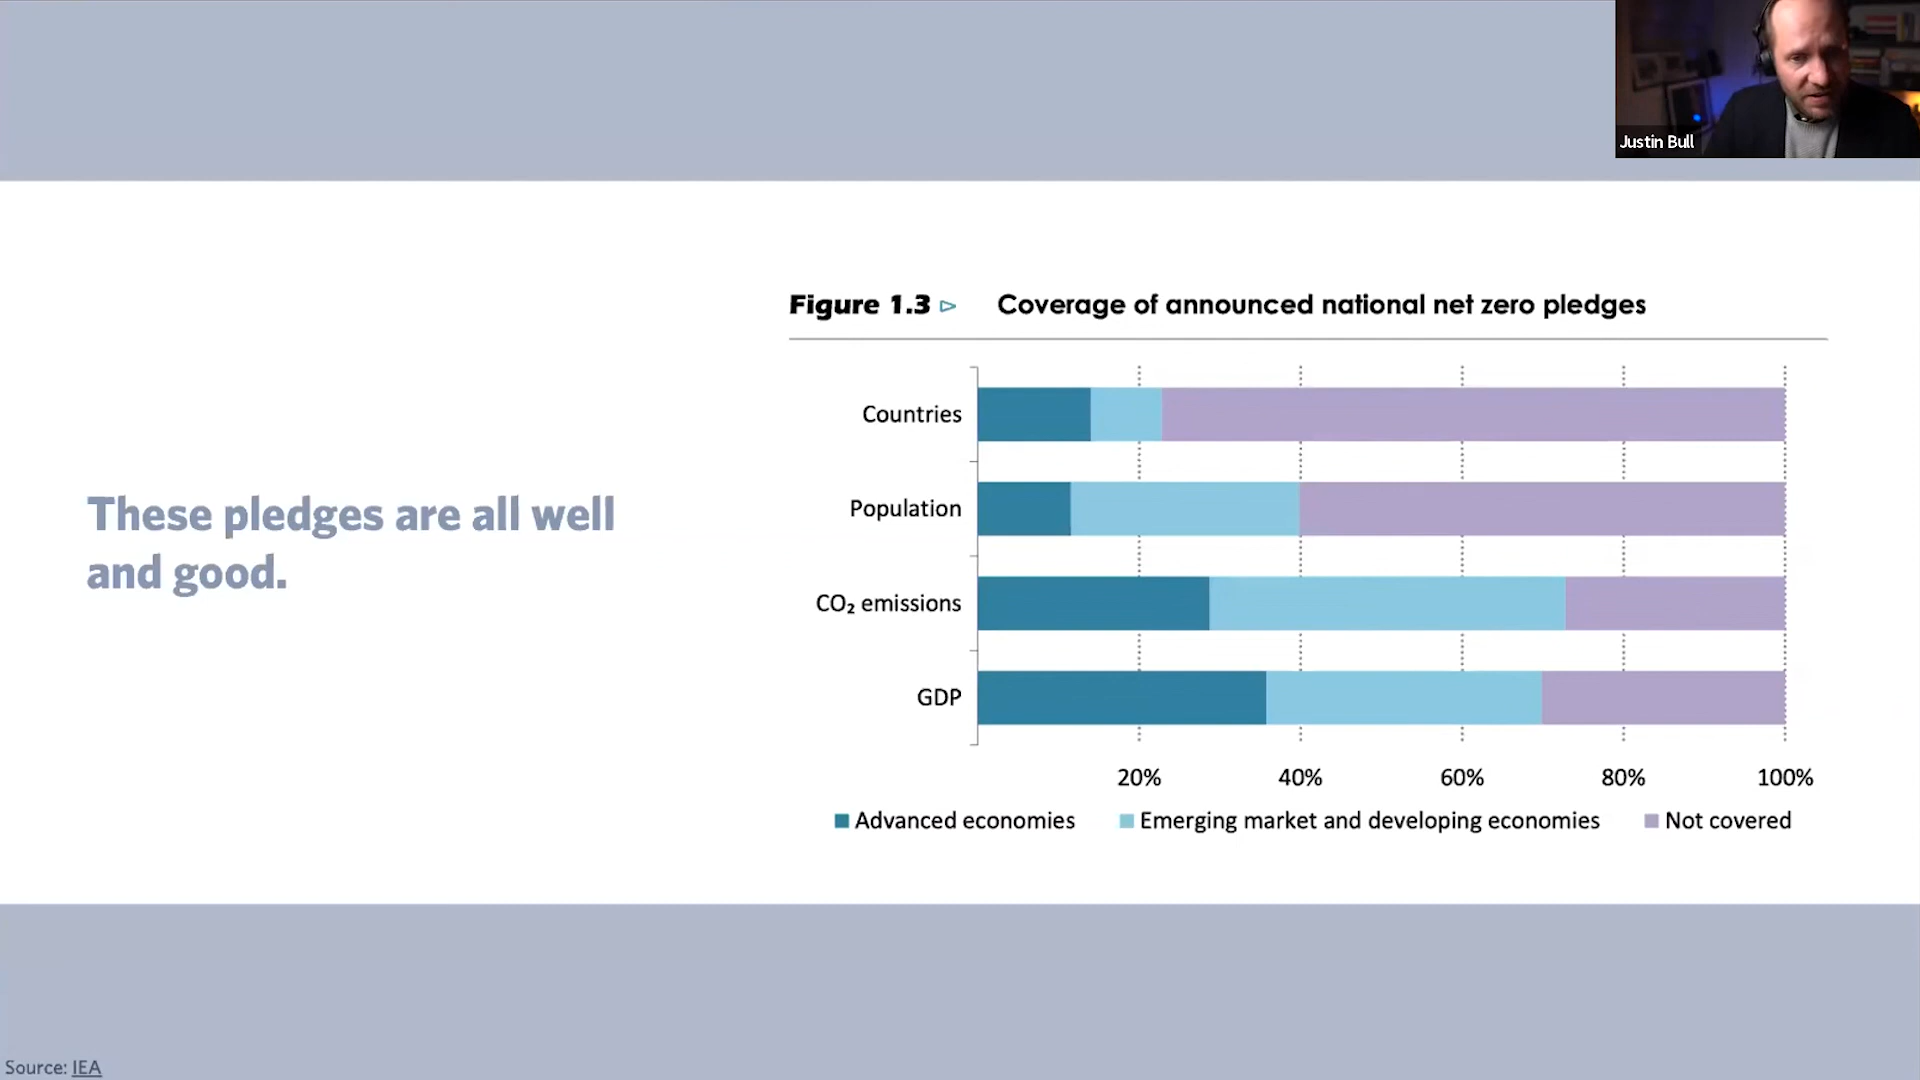 Justin Bull
Figure 1.3 ▷ Coverage of announced national net zero pledges
These pledges are all well
and good.
Countries
Population
CO₂ emissions
GDP
20% 40% 60% 80% 100%
Advanced economies Emerging market and developing economies Not covered
Source: IEA